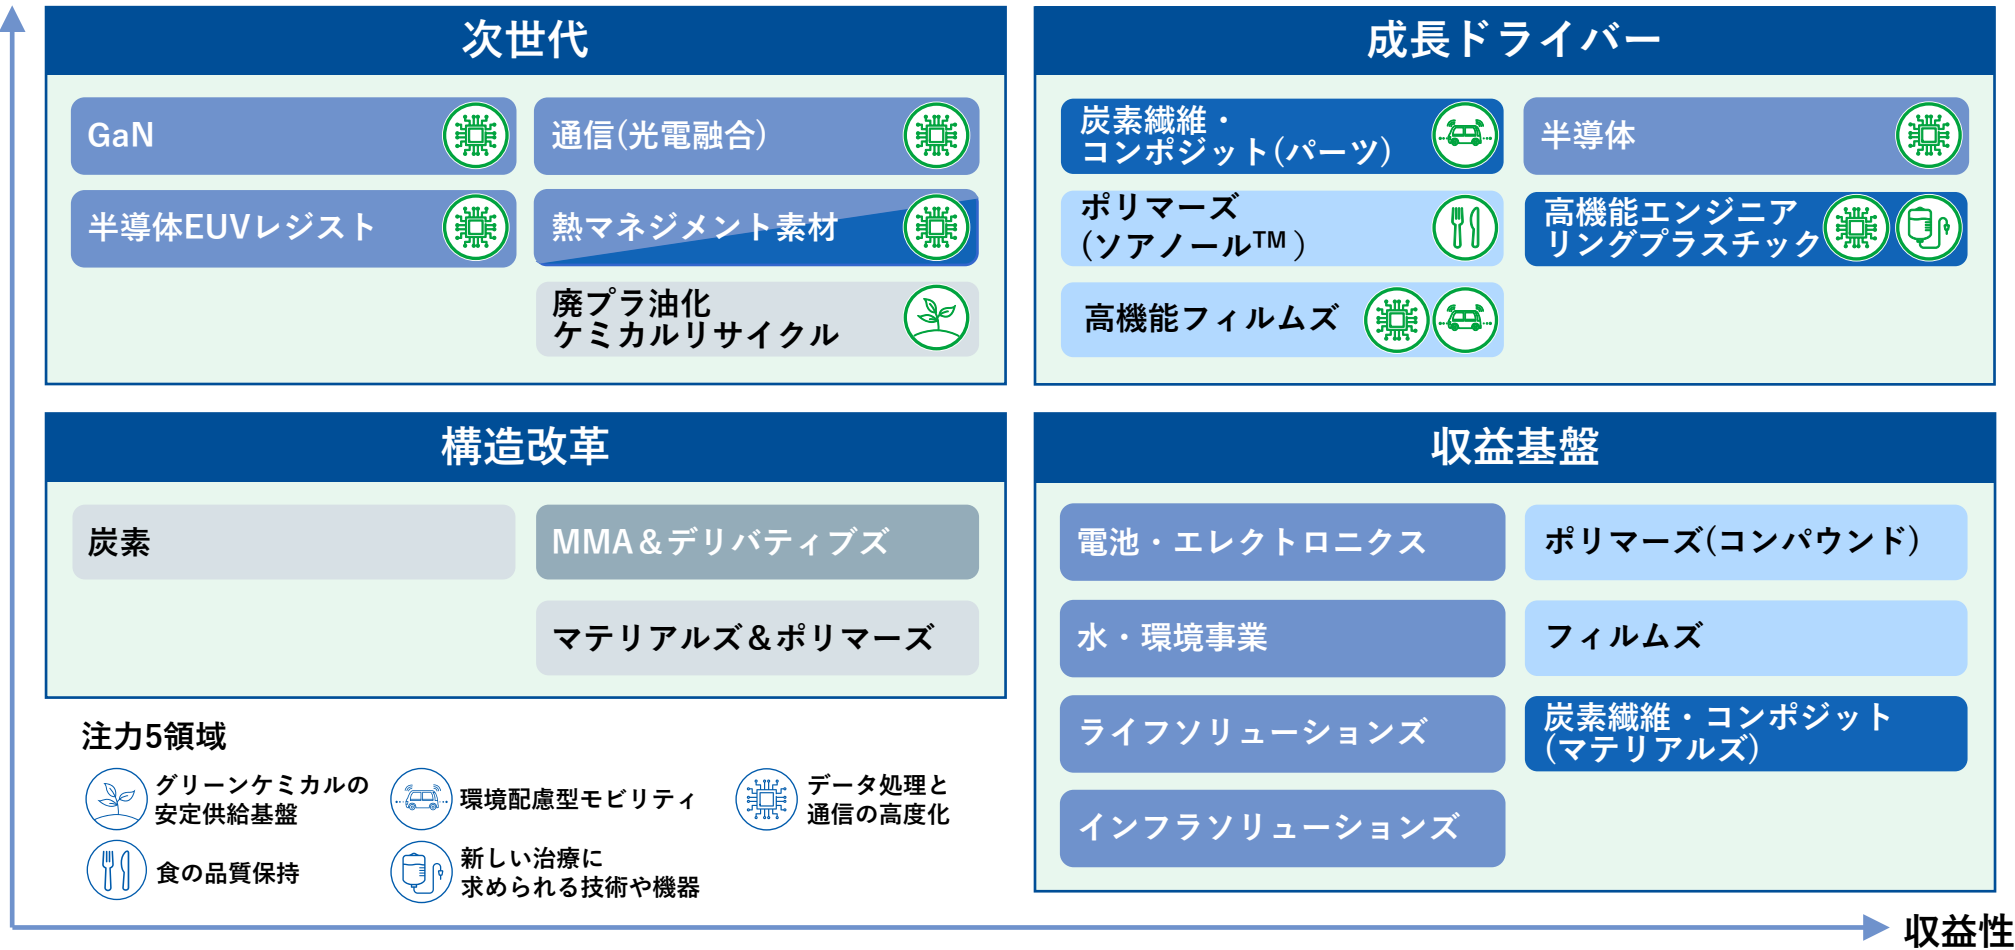 次世代
GaN
通信(光電融合)
半導体EUVレジスト
熱マネジメント素材
廃プラ油化
ケミカルリサイクル
成長ドライバー
炭素繊維・
コンポジット(パーツ)
半導体
ポリマーズ
(ソアノール™)
高機能エンジニア
リングプラスチック
高機能フィルムズ
構造改革
炭素
MMA＆デリバティブズ
マテリアルズ＆ポリマーズ
収益基盤
電池・エレクトロニクス
ポリマーズ(コンパウンド)
水・環境事業
フィルムズ
ライフソリューションズ
炭素繊維・コンポジット
(マテリアルズ)
インフラソリューションズ
注力5領域
グリーンケミカルの
安定供給基盤
環境配慮型モビリティ
データ処理と
通信の高度化
食の品質保持
新しい治療に
求められる技術や機器
収益性